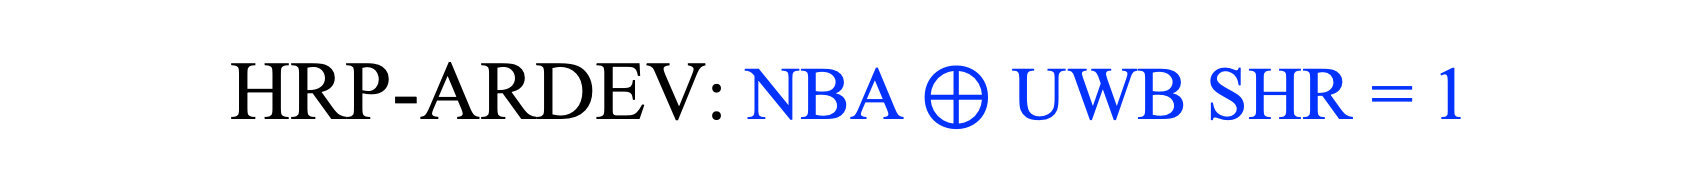 HRP-ARDEV: NBA ⊕ UWB SHR = 1